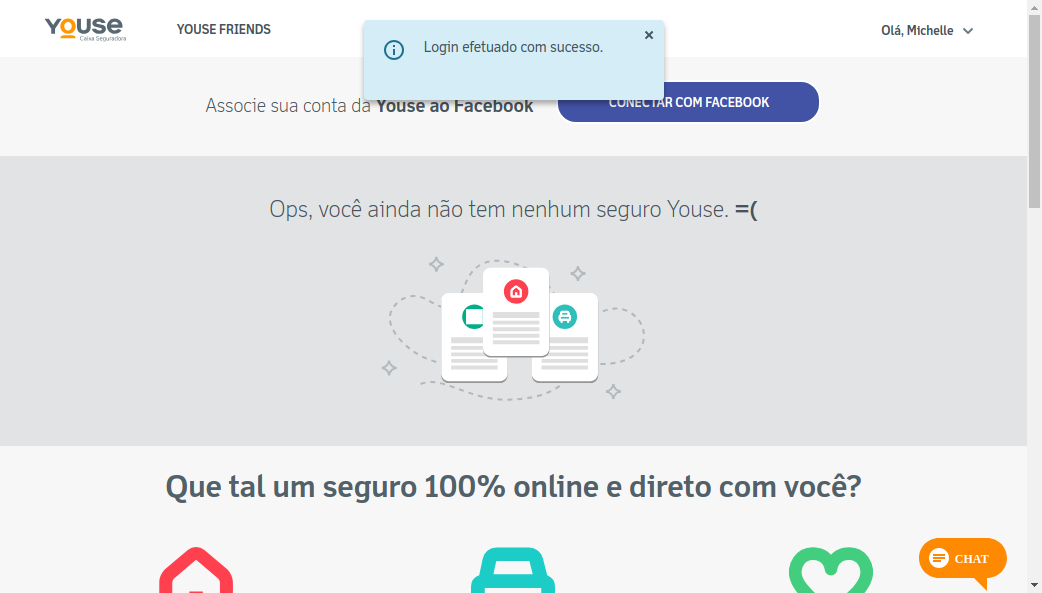 Youse
Caixa Seguradora
YOUSE FRIENDS
Login efetuado com sucesso.
×
Olá, Michelle
Associe sua conta da Youse ao Facebook
CONECTAR COM FACEBOOK
Ops, você ainda não tem nenhum seguro Youse. =(
Que tal um seguro 100% online e direto com você?
CHAT